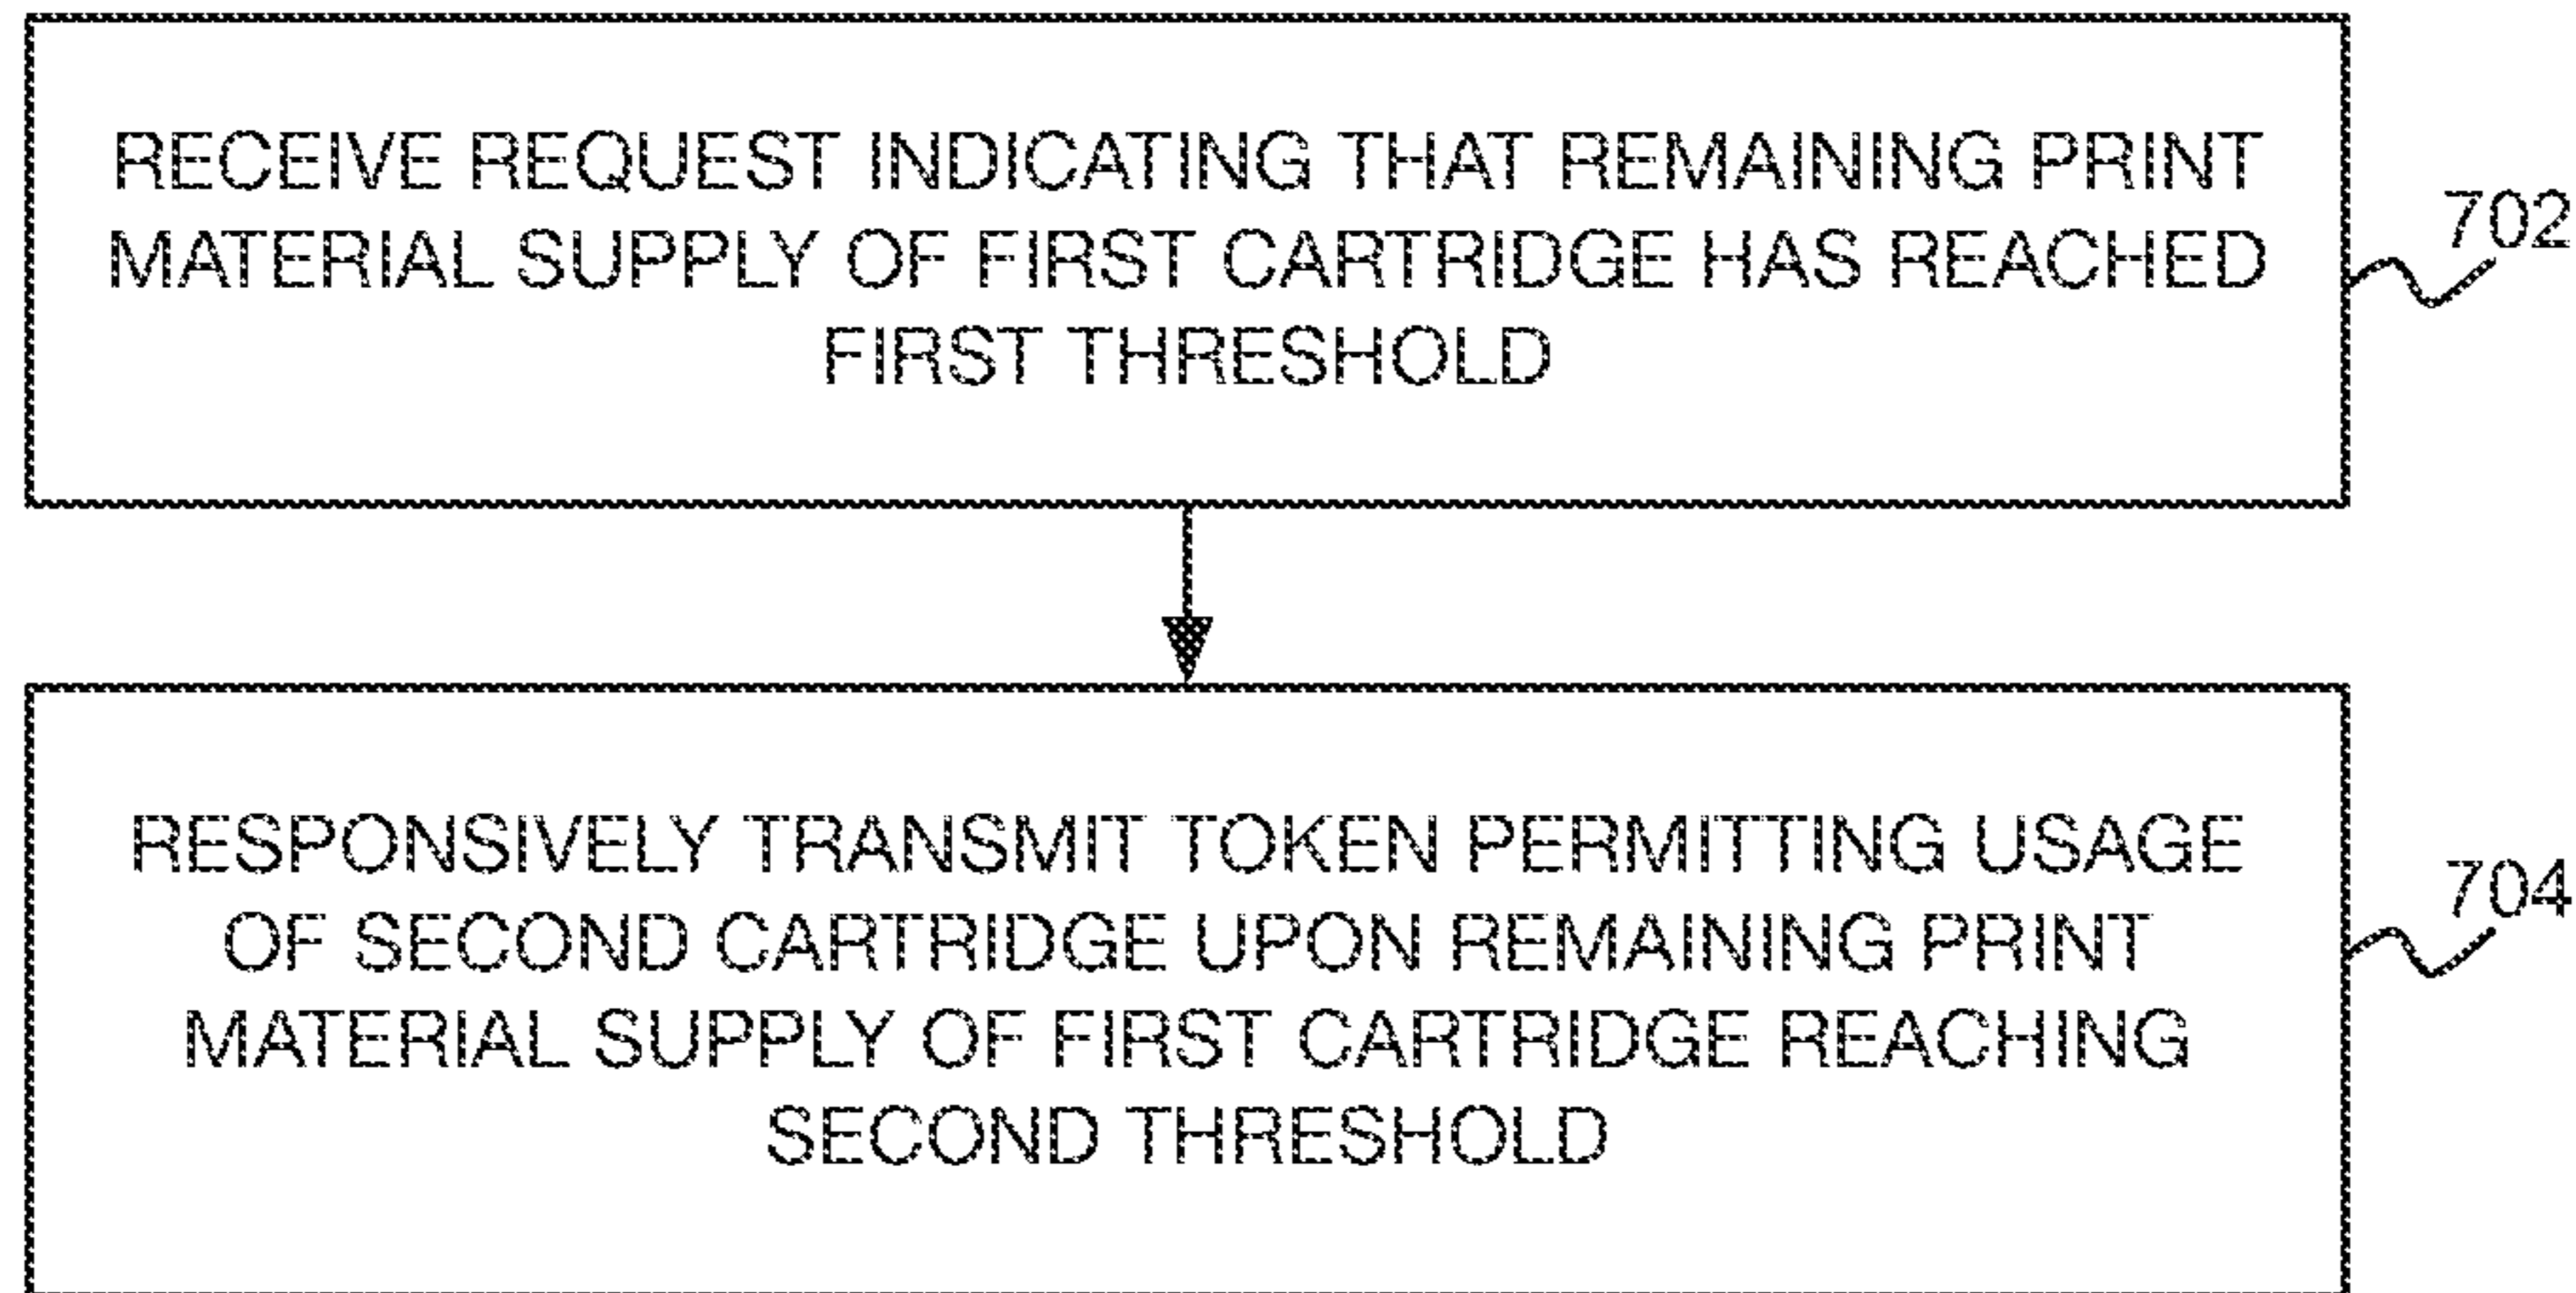 RECEIVE REQUEST INDICATING THAT REMAINING PRINT
MATERIAL SUPPLY OF FIRST CARTRIDGE HAS REACHED
FIRST THRESHOLD
702
RESPONSIVELY TRANSMIT TOKEN PERMITTING USAGE
OF SECOND CARTRIDGE UPON REMAINING PRINT
MATERIAL SUPPLY OF FIRST CARTRIDGE REACHING
SECOND THRESHOLD
704